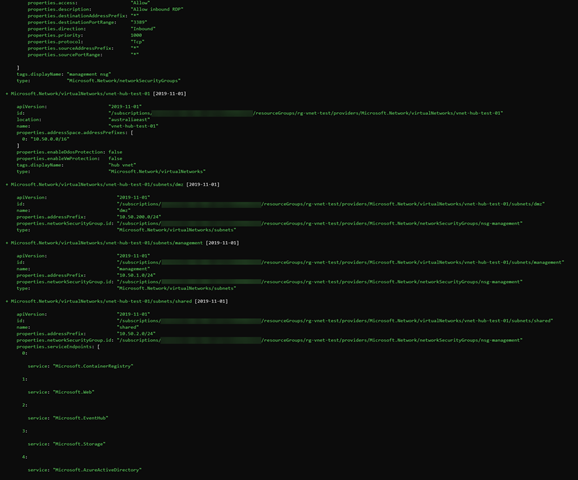 properties.access: "Allow"
properties.description: "Allow inbound RDP"
properties.destinationAddressPrefix: "*"
properties.destinationPortRange: "3389"
properties.direction: "Inbound"
properties.priority: 1000
properties.protocol: "Tcp"
properties.sourceAddressPrefix: "*"
properties.sourcePortRange: "*"
]
tags.displayName: "management nsg"
type: "Microsoft.Network/networkSecurityGroups"
+ Microsoft.Network/virtualNetworks/vnet-hub-test-01 [2019-11-01]
apiVersion: "2019-11-01"
id: "/subscriptions/ /resourceGroups/rg-vnet-test/providers/Microsoft.Network/virtualNetworks/vnet-hub-test-01"
location: "australiaeast"
name: "vnet-hub-test-01"
properties.addressSpace.addressPrefixes: [
0: "10.50.0.0/16"
]
properties.enableDdosProtection: false
properties.enableVmProtection: false
tags.displayName: "hub vnet"
type: "Microsoft.Network/virtualNetworks"
+ Microsoft.Network/virtualNetworks/vnet-hub-test-01/subnets/dmz [2019-11-01]
apiVersion: "2019-11-01"
id: "/subscriptions/ /resourceGroups/rg-vnet-test/providers/Microsoft.Network/virtualNetworks/vnet-hub-test-01/subnets/dmz"
name: "dmz"
properties.addressPrefix: "10.50.200.0/24"
properties.networkSecurityGroup.id: "/subscriptions/ /resourceGroups/rg-vnet-test/providers/Microsoft.Network/networkSecurityGroups/nsg-management"
type: "Microsoft.Network/virtualNetworks/subnets"
+ Microsoft.Network/virtualNetworks/vnet-hub-test-01/subnets/management [2019-11-01]
apiVersion: "2019-11-01"
id: "/subscriptions/ /resourceGroups/rg-vnet-test/providers/Microsoft.Network/virtualNetworks/vnet-hub-test-01/subnets/management"
name: "management"
properties.addressPrefix: "10.50.1.0/24"
properties.networkSecurityGroup.id: "/subscriptions/ /resourceGroups/rg-vnet-test/providers/Microsoft.Network/networkSecurityGroups/nsg-management"
type: "Microsoft.Network/virtualNetworks/subnets"
+ Microsoft.Network/virtualNetworks/vnet-hub-test-01/subnets/shared [2019-11-01]
apiVersion: "2019-11-01"
id: "/subscriptions/ /resourceGroups/rg-vnet-test/providers/Microsoft.Network/virtualNetworks/vnet-hub-test-01/subnets/shared"
name: "shared"
properties.addressPrefix: "10.50.2.0/24"
properties.networkSecurityGroup.id: "/subscriptions/ /resourceGroups/rg-vnet-test/providers/Microsoft.Network/networkSecurityGroups/nsg-management"
properties.serviceEndpoints: [
0:
service: "Microsoft.ContainerRegistry"
1:
service: "Microsoft.Web"
2:
service: "Microsoft.EventHub"
3:
service: "Microsoft.Storage"
4:
service: "Microsoft.AzureActiveDirectory"